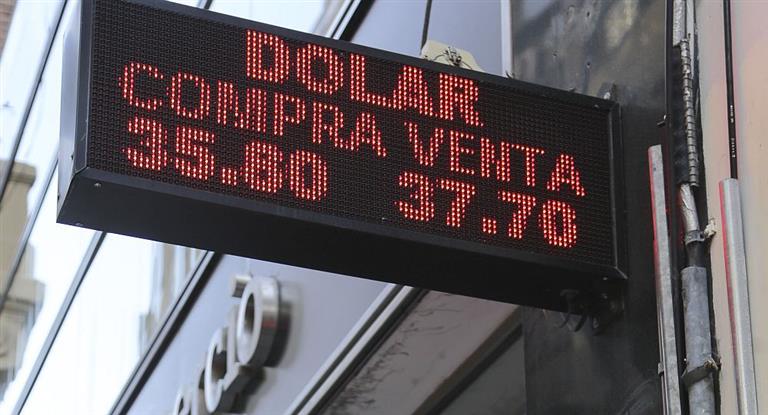 DOLAR
COMPRA VENTA
35.80 37.70